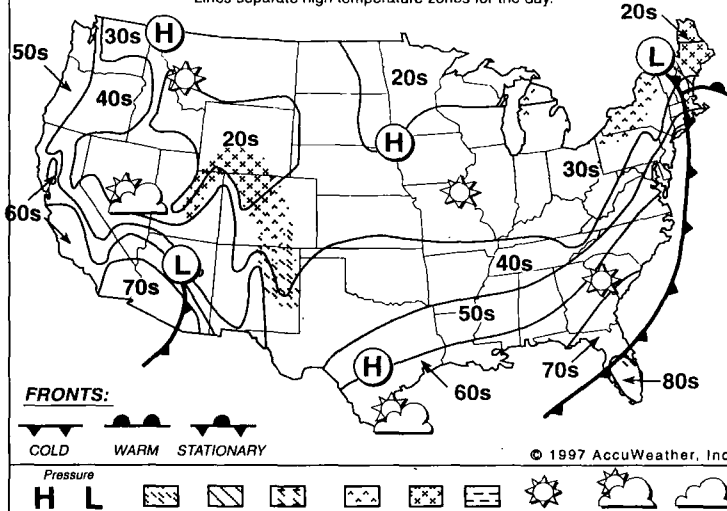 Lines separate high temperature zones for the day.
H
20s
30s
50s
L
20s
40s
H
20s
30s
60s
L
40s
70s
50s
H
60s
70s
80s
FRONTS:
COLD WARM STATIONARY
© 1997 AccuWeather, Inc
Pressure
H L